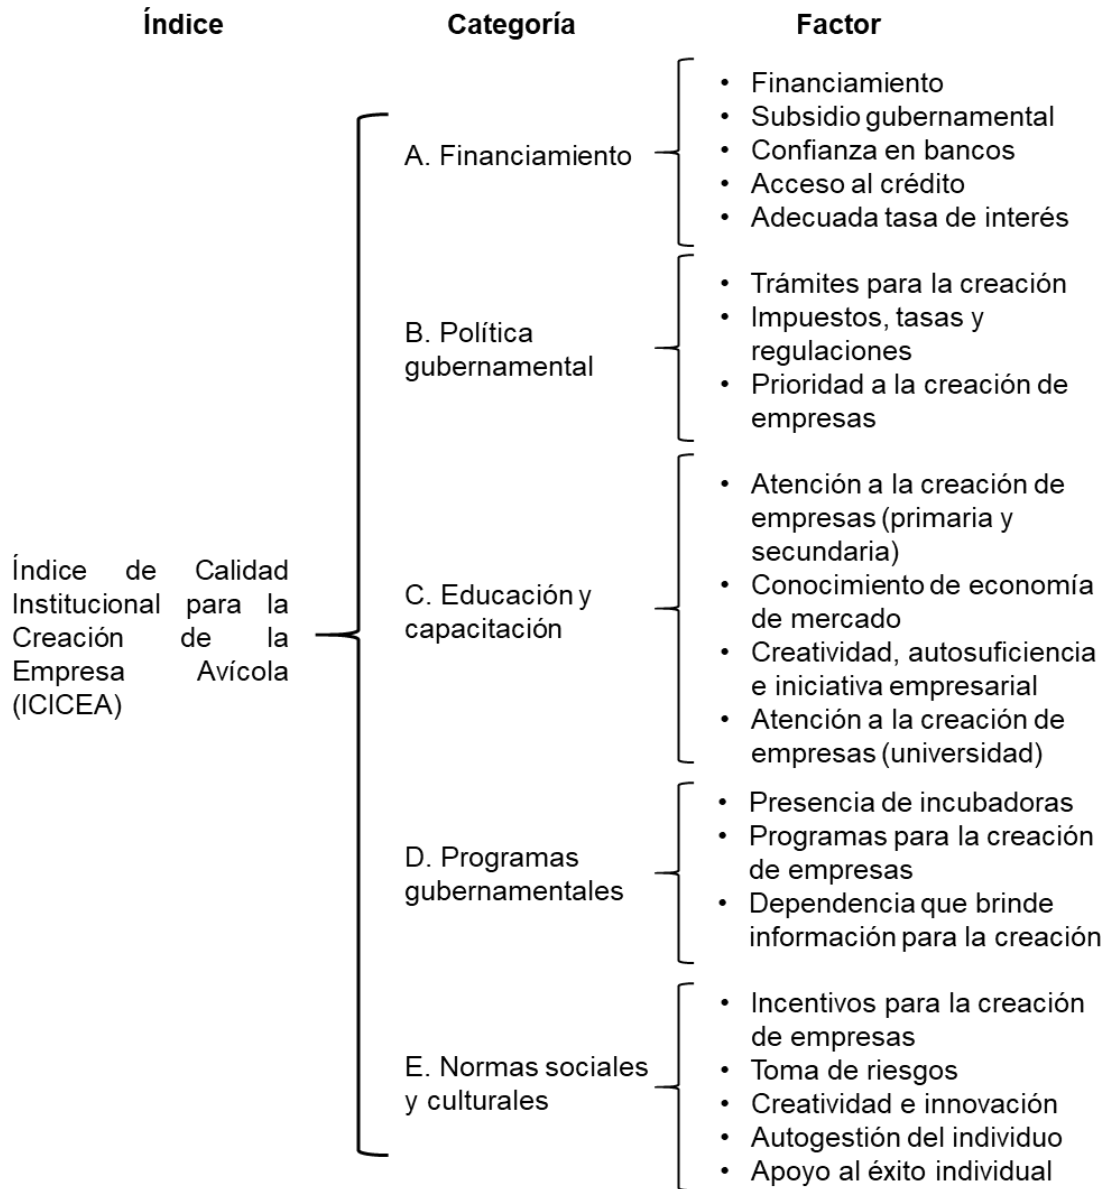 Índice Categoría Factor
Índice de Calidad
Institucional para la
Creación de la
Empresa Avícola
(ICICEA)
A. Financiamiento
• Financiamiento
• Subsidio gubernamental
• Confianza en bancos
• Acceso al crédito
• Adecuada tasa de interés
B. Política
gubernamental
• Trámites para la creación
• Impuestos, tasas y
regulaciones
• Prioridad a la creación de
empresas
C. Educación y
capacitación
• Atención a la creación de
empresas (primaria y
secundaria)
• Conocimiento de economía
de mercado
• Creatividad, autosuficiencia
e iniciativa empresarial
• Atención a la creación de
empresas (universidad)
D. Programas
gubernamentales
• Presencia de incubadoras
• Programas para la creación
de empresas
• Dependencia que brinde
información para la creación
E. Normas sociales
y culturales
• Incentivos para la creación
de empresas
• Toma de riesgos
• Creatividad e innovación
• Autogestión del individuo
• Apoyo al éxito individual